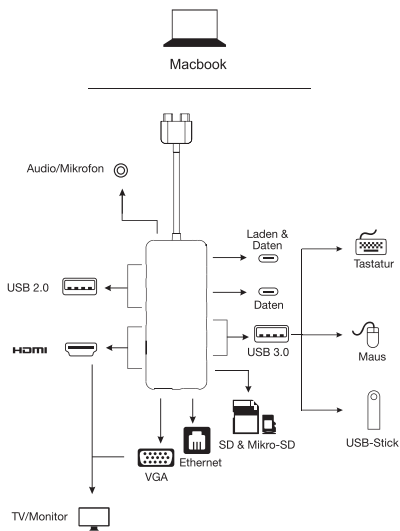 Macbook
Audio/Mikrofon
Laden &
Daten
Tastatur
USB 2.0
Daten
HDMI
USB 3.0
Maus
SD & Mikro-SD
USB-Stick
Ethernet
VGA
TV/Monitor